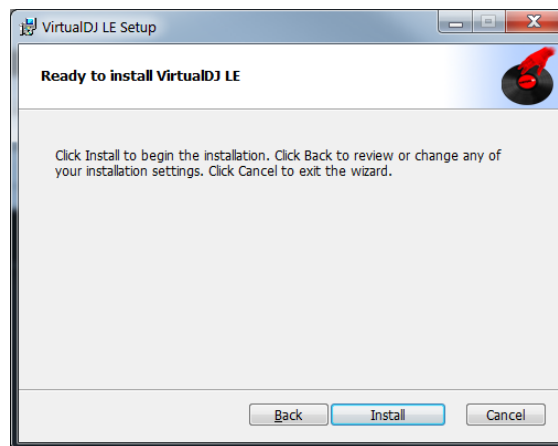 VirtualDJ LE Setup
Ready to install VirtualDJ LE
Click Install to begin the installation. Click Back to review or change any of
your installation settings. Click Cancel to exit the wizard.
Back Install Cancel